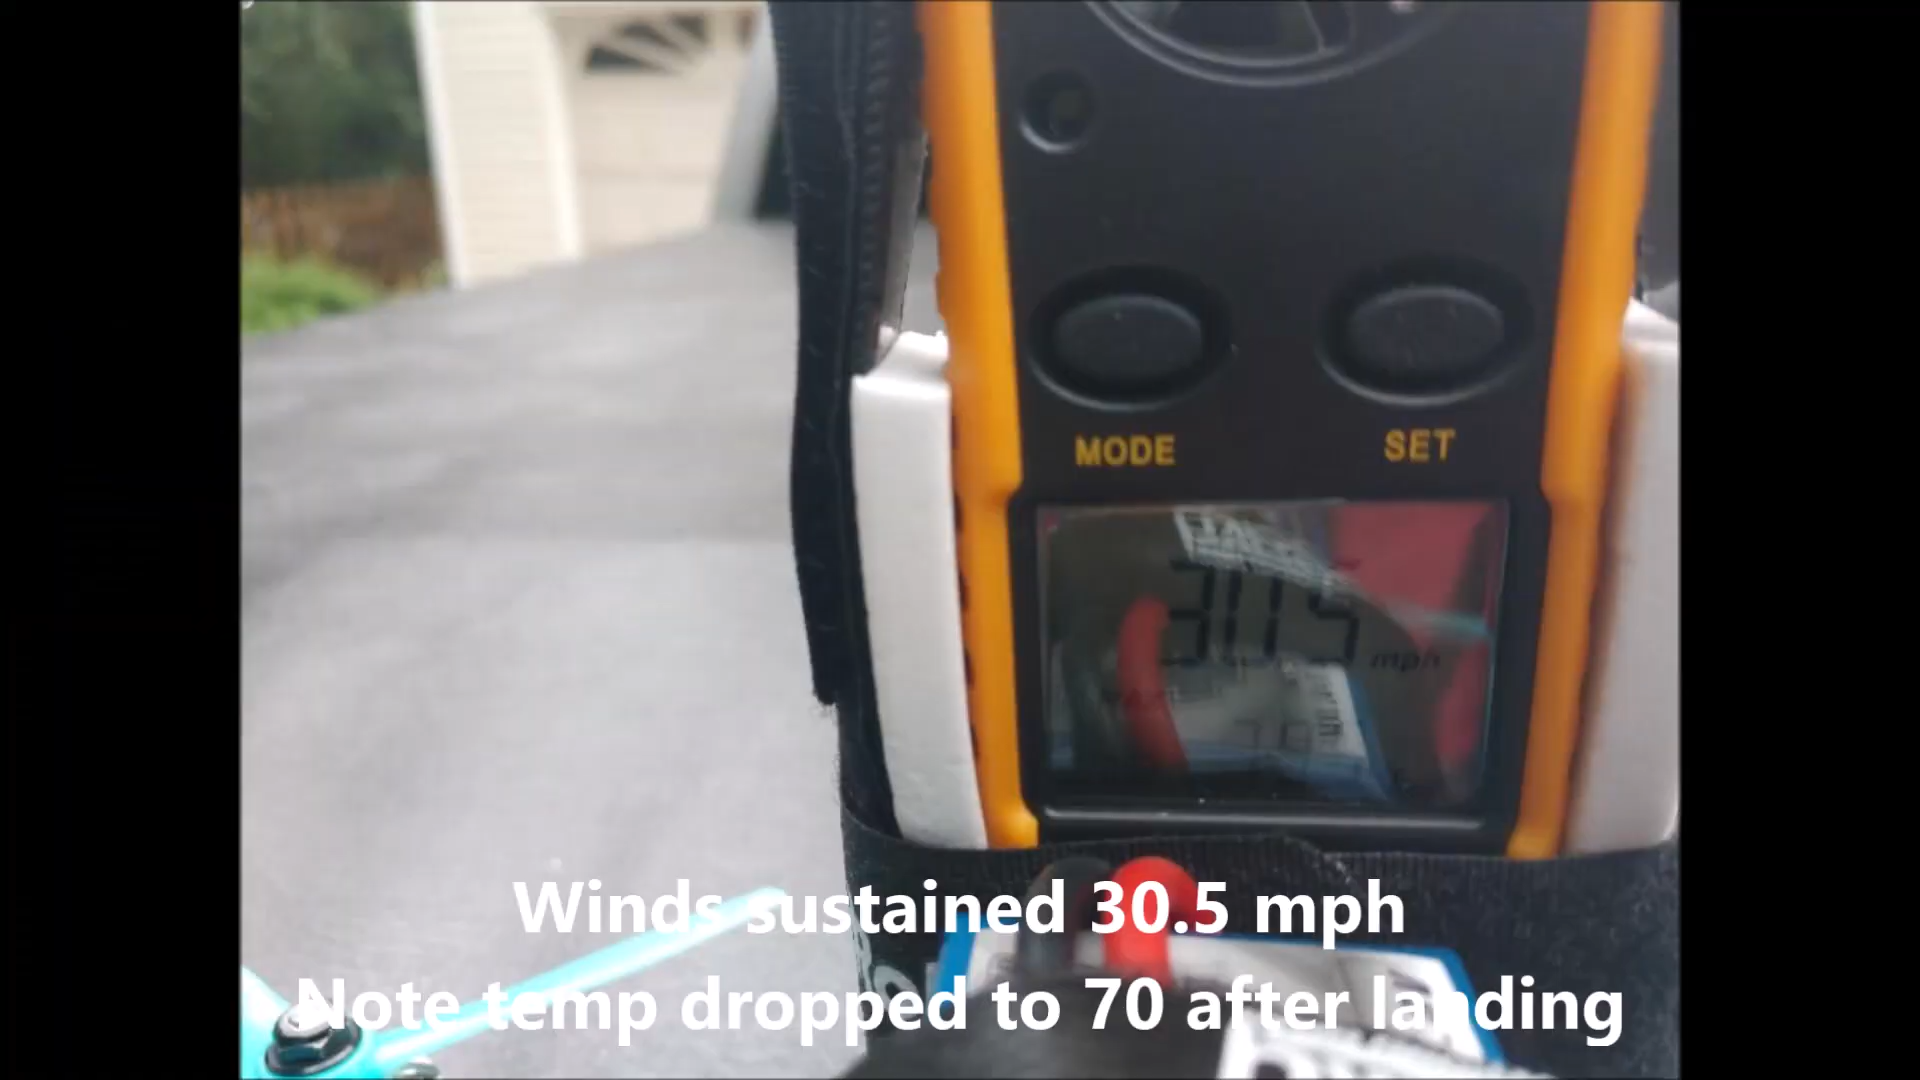 MODE SET
30.5 mph
Winds sustained 30.5 mph
Note temp dropped to 70 after landing